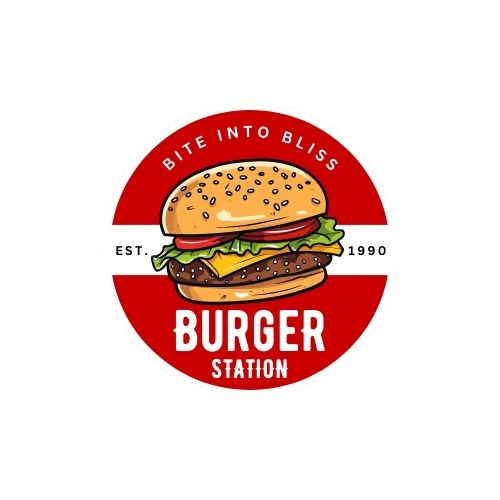 BITE INTO BLISS
EST. 1990
BURGER
STATION